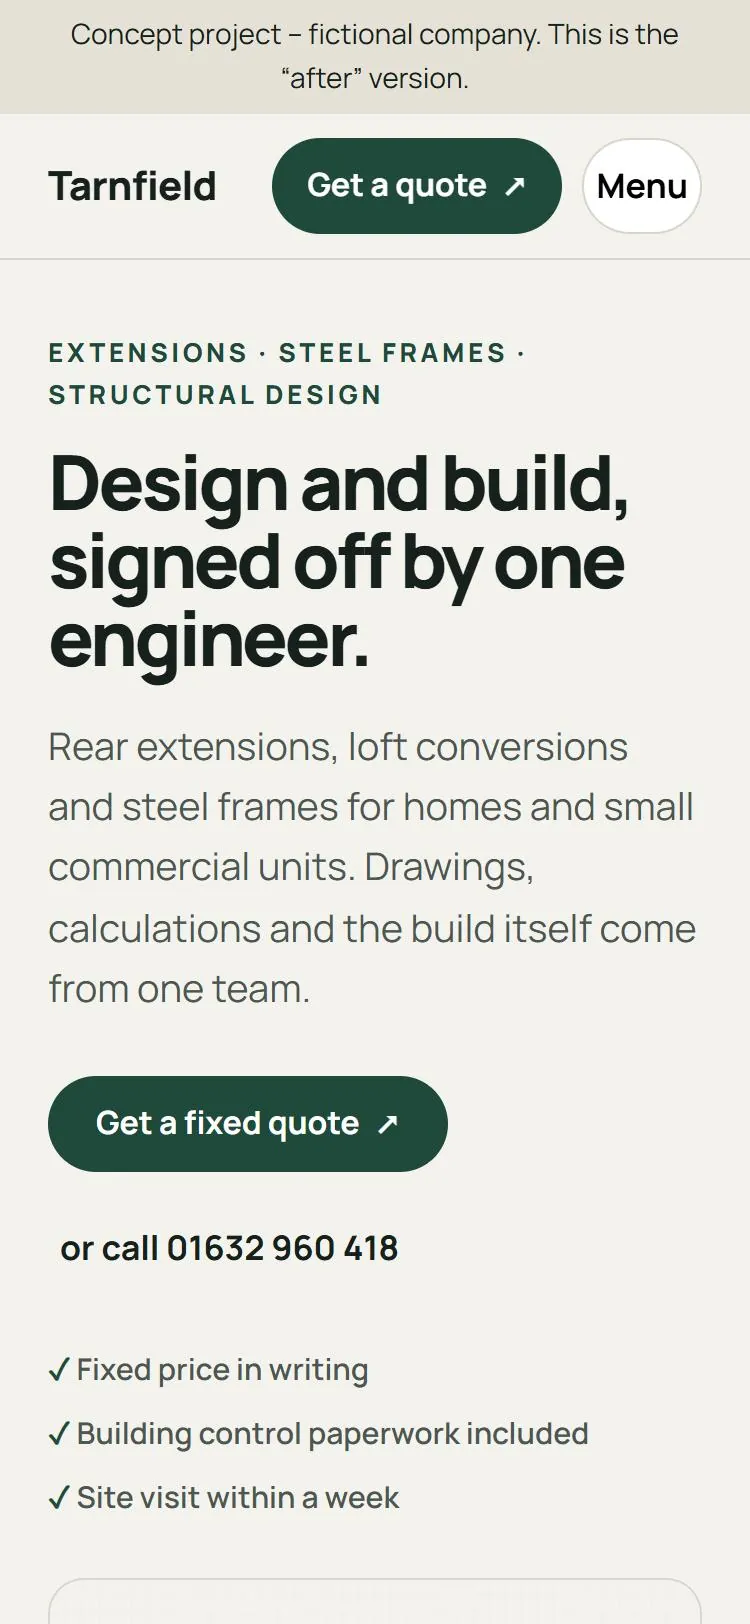 Concept project – fictional company. This is the
“after” version.
Tarnfield
Get a quote ↗
Menu
EXTENSIONS · STEEL FRAMES ·
STRUCTURAL DESIGN
Design and build,
signed off by one
engineer.
Rear extensions, loft conversions
and steel frames for homes and small
commercial units. Drawings,
calculations and the build itself come
from one team.
Get a fixed quote ↗
or call 01632 960 418
✓ Fixed price in writing
✓ Building control paperwork included
✓ Site visit within a week